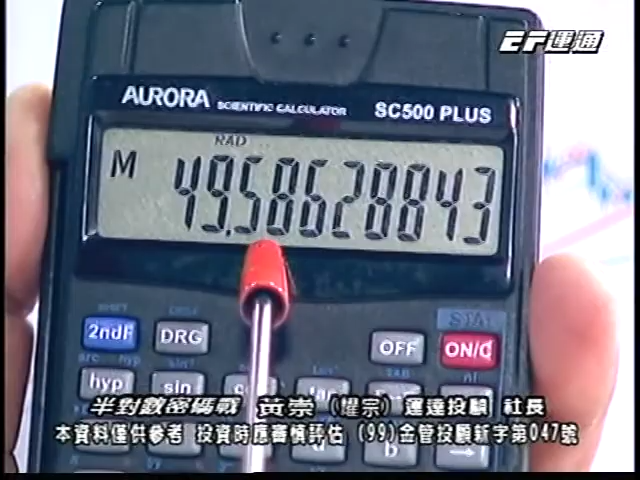 EF運通
AURORA SCIENTIFIC CALCULATOR SC500 PLUS
RAD
M 49.58628843
STAT
2ndF DRG OFF ON/C
hyp sin
半對數密碼戰 黃崇(耀宗) 運達投顧 社長
本資料僅供參考 投資時應審慎評估 (99)金管投顧新字第047號
b